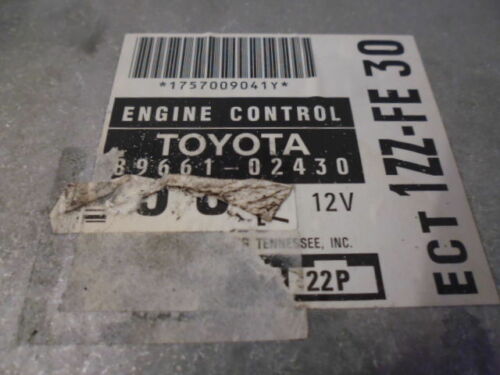 *1757009041Y*
ENGINE CONTROL
TOYOTA
89661-02430
12V
TENNESSEE, INC.
22P
ECT 1ZZ-FE 30